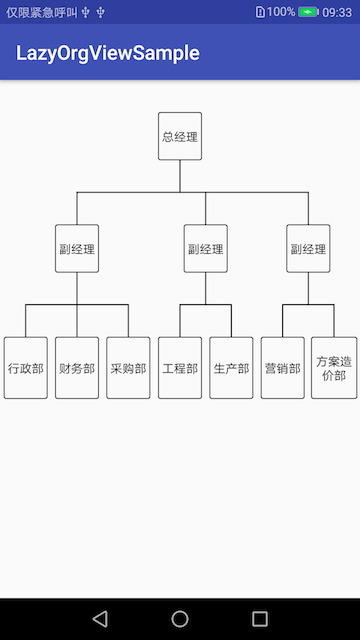 仅限紧急呼叫 100% 09:33
LazyOrgViewSample
总经理
副经理 副经理 副经理
行政部 财务部 采购部 工程部 生产部 营销部 方案造
价部